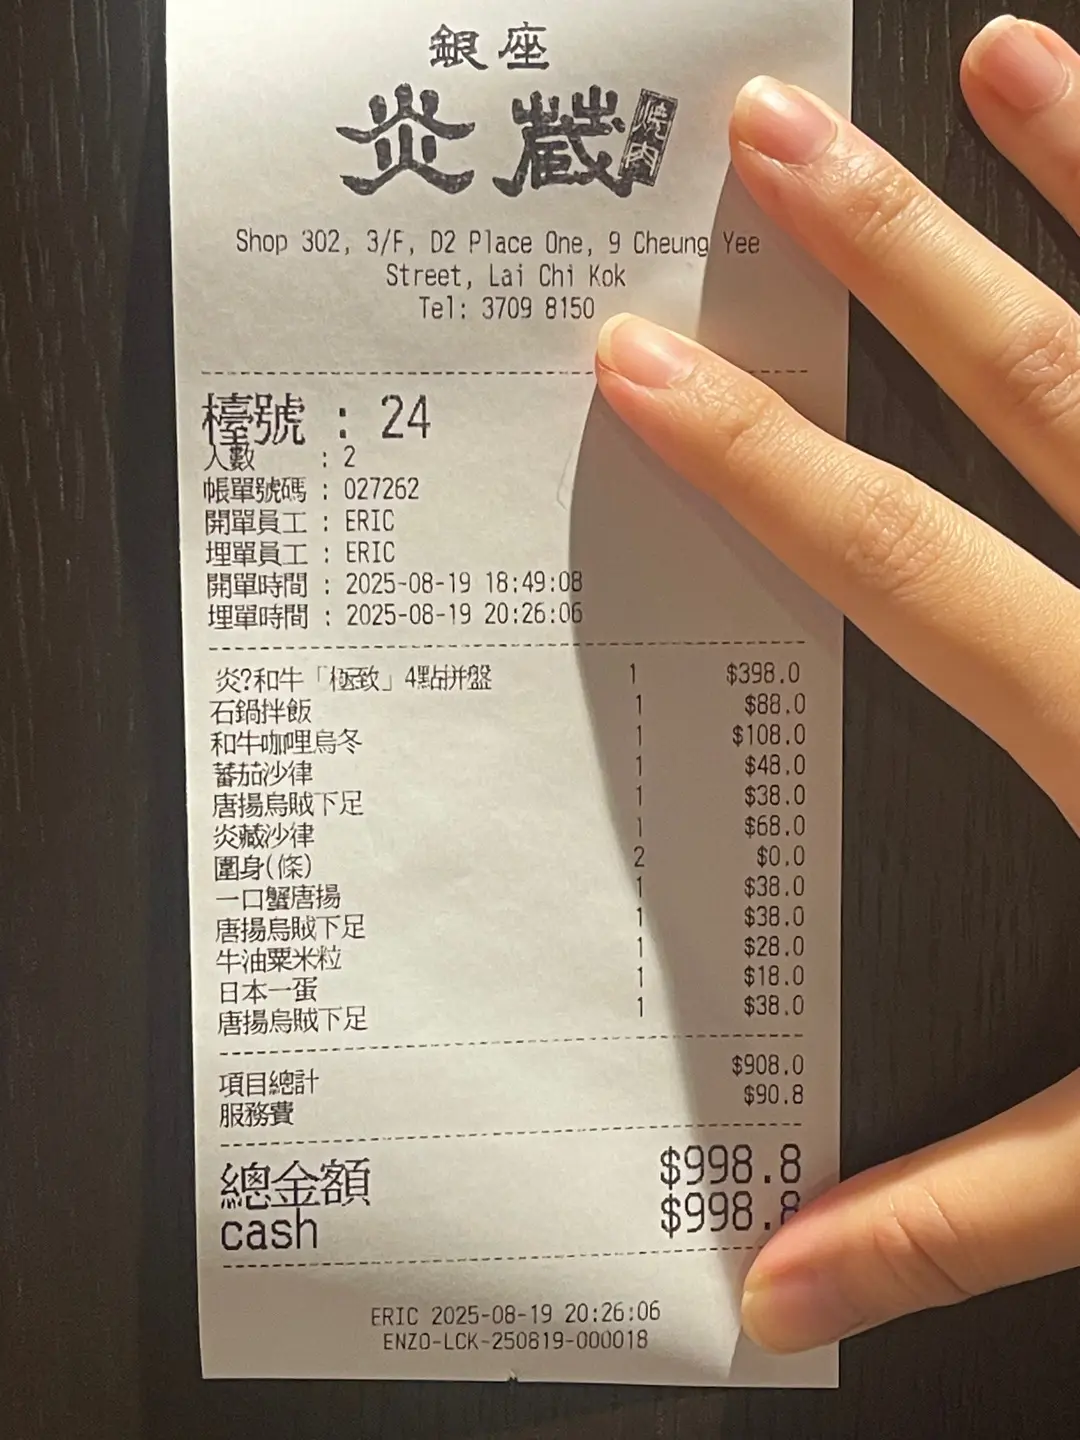 銀座
炎蔵 焼肉
Shop 302, 3/F, D2 Place One, 9 Cheung Yee
Street, Lai Chi Kok
Tel: 3709 8150
檯號 : 24
人數 : 2
帳單號碼 : 027262
開單員工 : ERIC
埋單員工 : ERIC
開單時間 : 2025-08-19 18:49:08
埋單時間 : 2025-08-19 20:26:06
炎?和牛「極致」4點拼盤 1 $398.0
石鍋拌飯 1 $88.0
和牛咖哩烏冬 1 $108.0
蕃茄沙律 1 $48.0
唐揚烏賊下足 1 $38.0
炎藏沙律 1 $68.0
圍身(條) 2 $0.0
一口蟹唐揚 1 $38.0
唐揚烏賊下足 1 $38.0
牛油粟米粒 1 $28.0
日本一蛋 1 $18.0
唐揚烏賊下足 1 $38.0
項目總計 $908.0
服務費 $90.8
總金額 $998.8
cash $998.8
ERIC 2025-08-19 20:26:06
ENZO-LCK-250819-000018